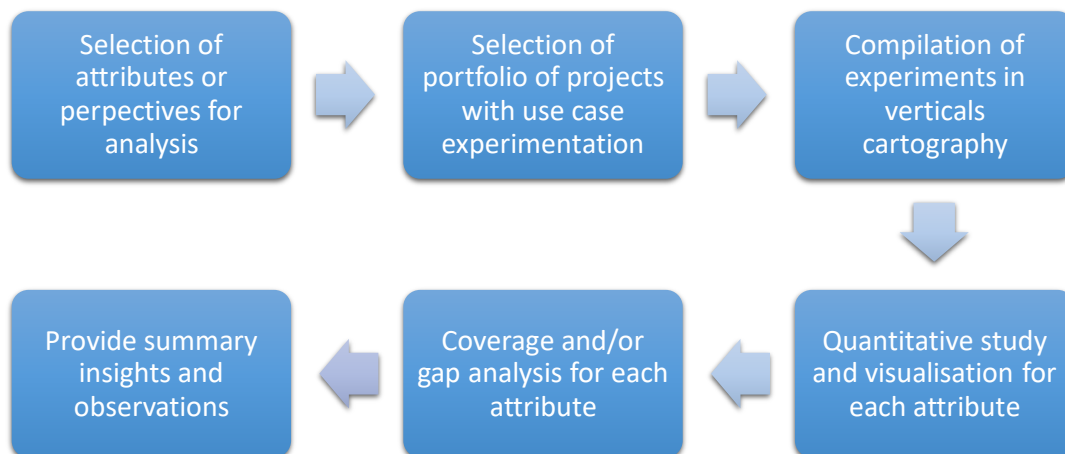 Selection of
attributes or
perpectives for
analysis
Selection of
portfolio of projects
with use case
experimentation
Compilation of
experiments in
verticals
cartography
Quantitative study
and visualisation for
each attribute
Coverage and/or
gap analysis for each
attribute
Provide summary
insights and
observations